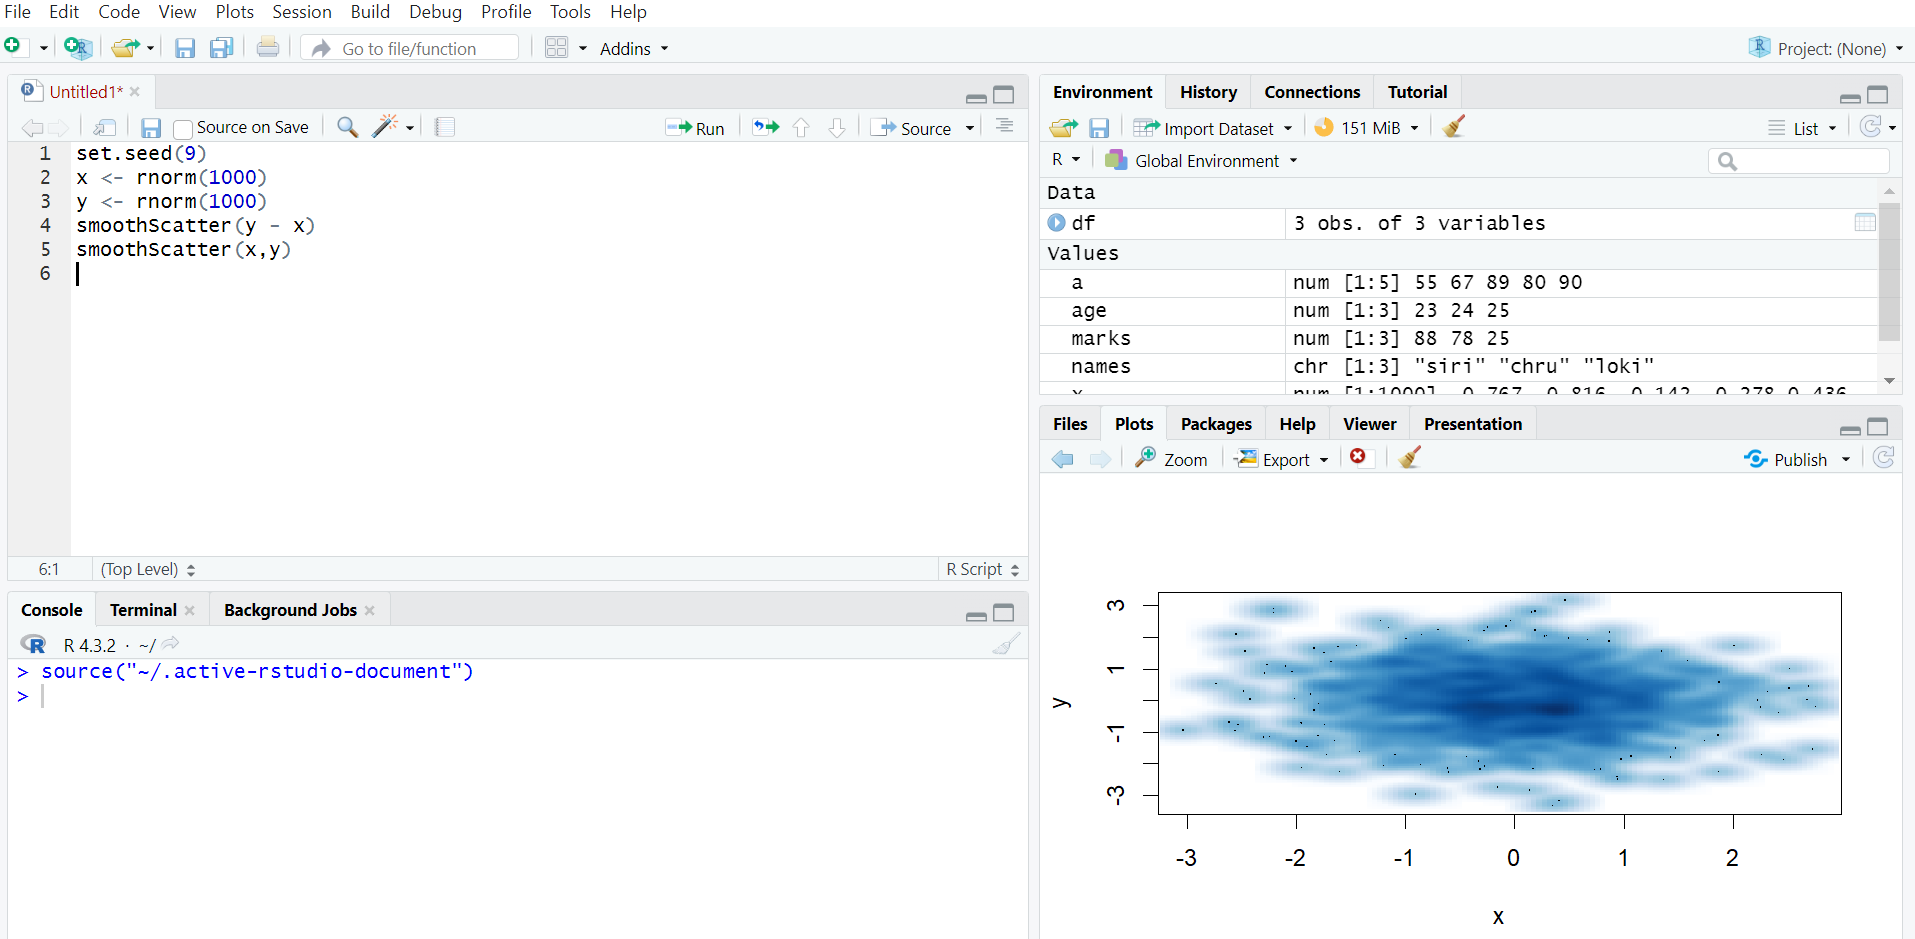 File Edit Code View Plots Session Build Debug Profile Tools Help
Go to file/function Addins Project: (None)
Untitled1*
Source on Save Run Source
1 set.seed(9)
2 x <- rnorm(1000)
3 y <- rnorm(1000)
4 smoothScatter(y - x)
5 smoothScatter(x,y)
6
6:1 (Top Level) R Script
Console Terminal Background Jobs
R R 4.3.2 · ~/
> source("~/.active-rstudio-document")
>
Environment History Connections Tutorial
Import Dataset 151 MiB List
R Global Environment
Data
df 3 obs. of 3 variables
Values
a num [1:5] 55 67 89 80 90
age num [1:3] 23 24 25
marks num [1:3] 88 78 25
names chr [1:3] "siri" "chru" "loki"
Files Plots Packages Help Viewer Presentation
Zoom Export Publish
3
1
-1
-3
y
-3 -2 -1 0 1 2
x